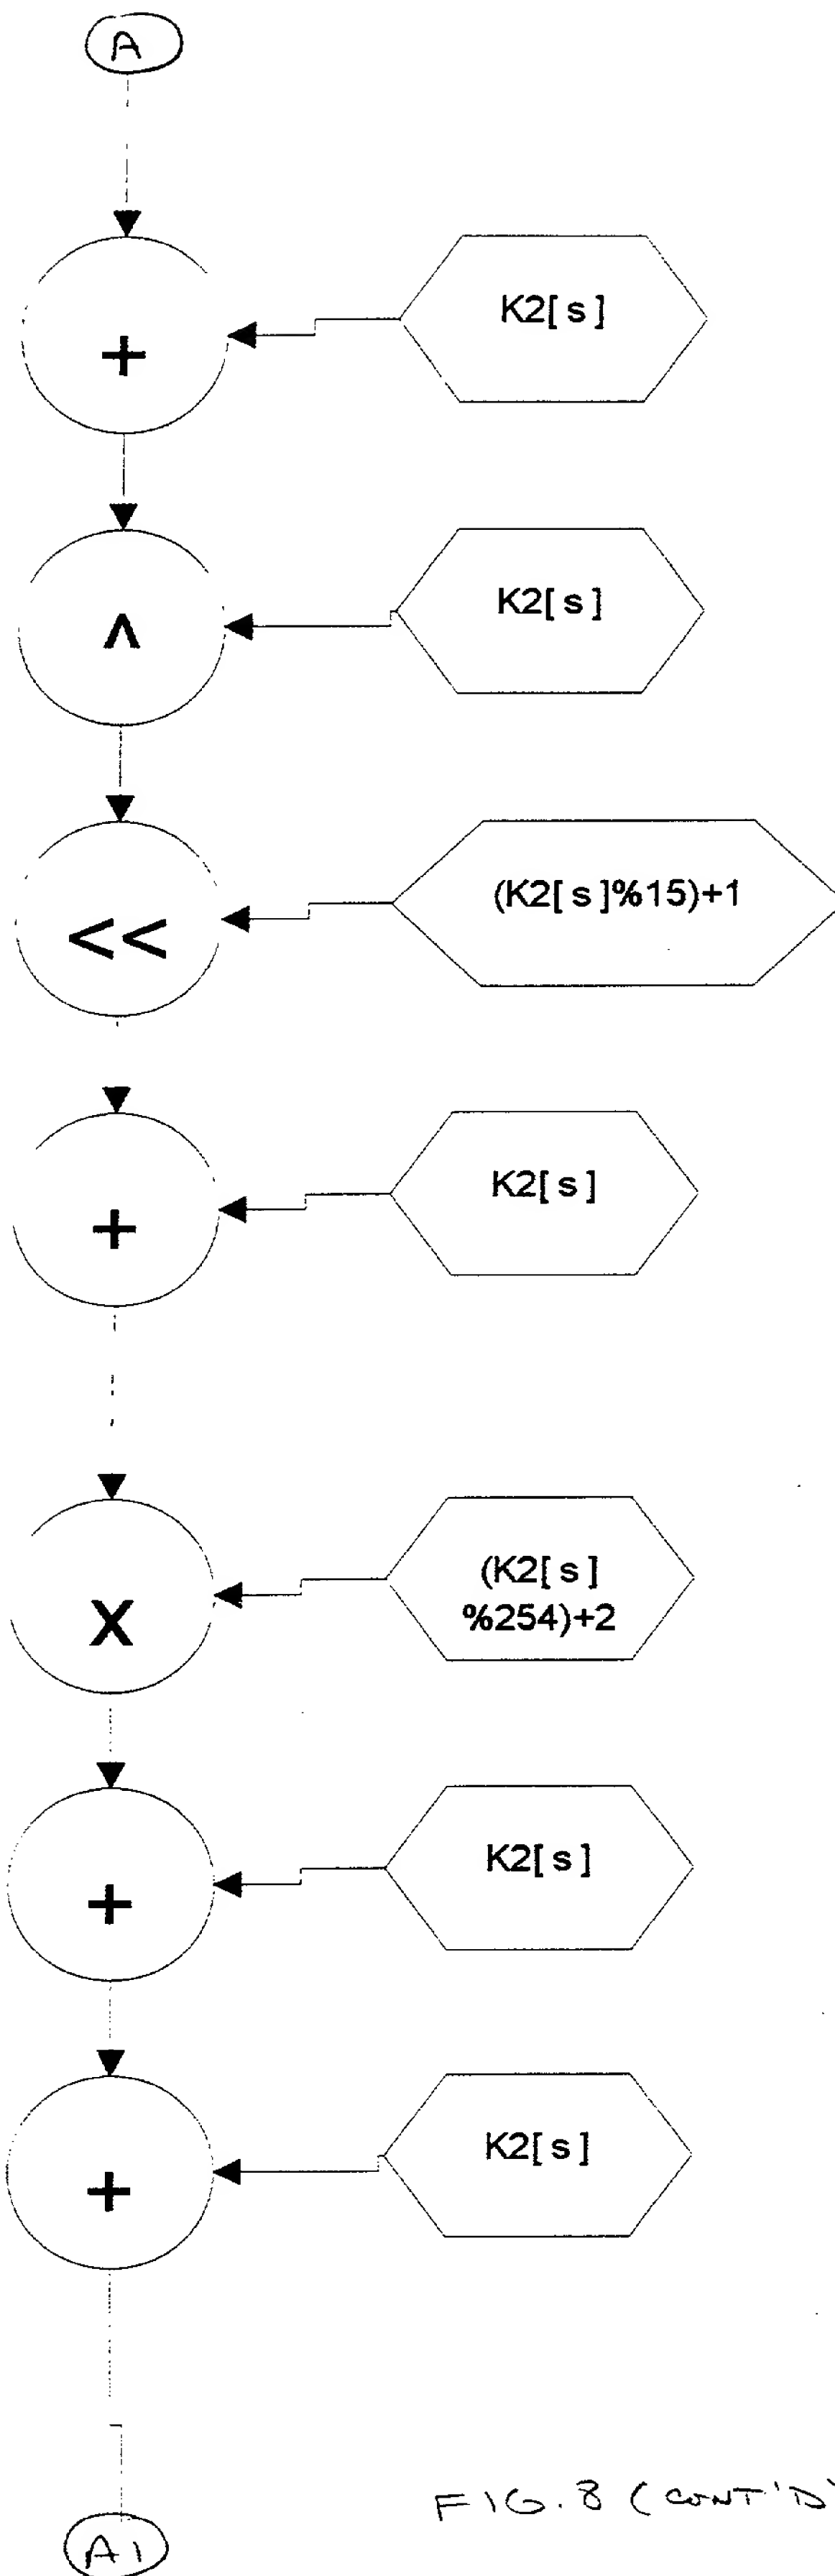 A
+
K2[ s ]
^
K2[ s ]
<<
(K2[ s ]%15)+1
+
K2[ s ]
X
(K2[ s ]
%254)+2
+
K2[ s ]
+
K2[ s ]
FIG. 8 (CONT'D
A1